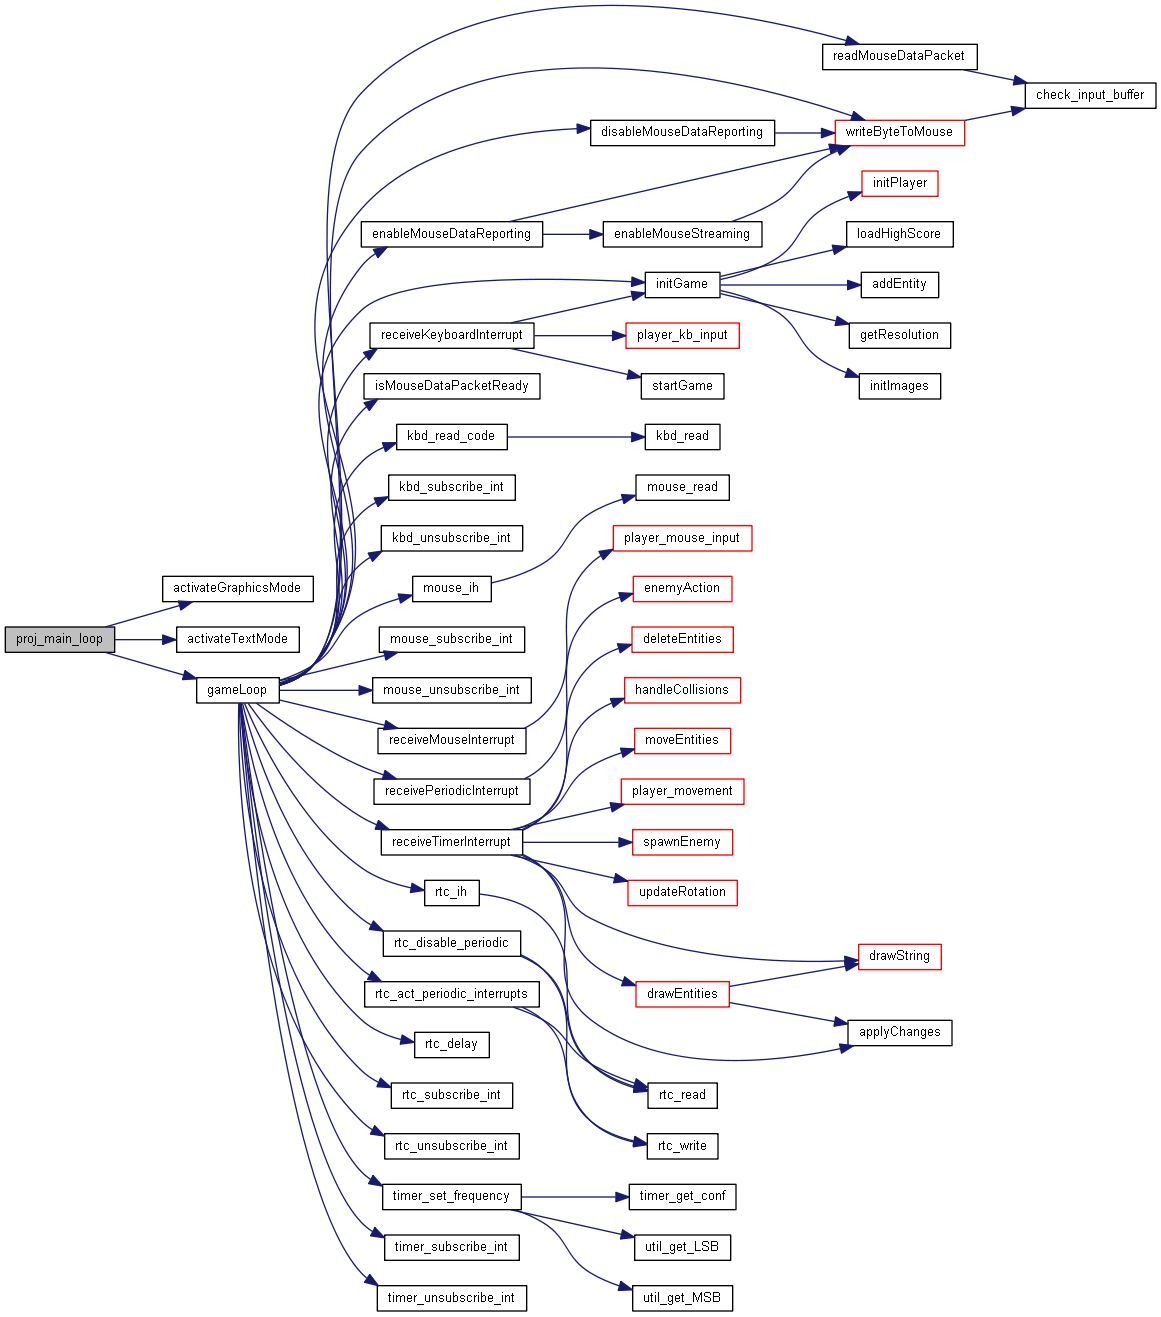 readMouseDataPacket
check_input_buffer
disableMouseDataReporting
writeByteToMouse
initPlayer
enableMouseDataReporting
enableMouseStreaming
loadHighScore
initGame
addEntity
receiveKeyboardInterrupt
player_kb_input
getResolution
isMouseDataPacketReady
startGame
initImages
kbd_read_code
kbd_read
kbd_subscribe_int
mouse_read
kbd_unsubscribe_int
player_mouse_input
activateGraphicsMode
mouse_ih
enemyAction
proj_main_loop
activateTextMode
mouse_subscribe_int
deleteEntities
gameLoop
mouse_unsubscribe_int
handleCollisions
receiveMouseInterrupt
moveEntities
receivePeriodicInterrupt
player_movement
receiveTimerInterrupt
spawnEnemy
rtc_ih
updateRotation
rtc_disable_periodic
drawString
rtc_act_periodic_interrupts
drawEntities
rtc_delay
applyChanges
rtc_subscribe_int
rtc_read
rtc_unsubscribe_int
rtc_write
timer_set_frequency
timer_get_conf
timer_subscribe_int
util_get_LSB
timer_unsubscribe_int
util_get_MSB